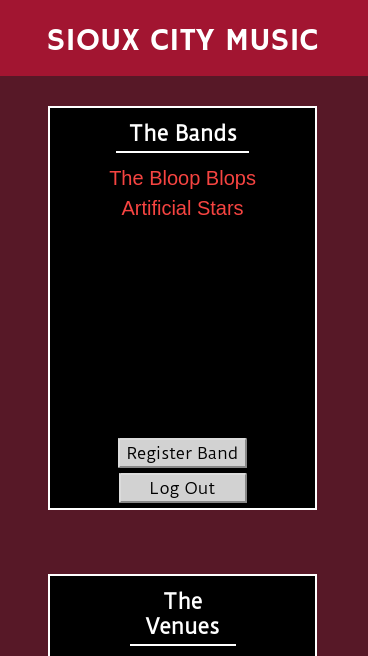 SIOUX CITY MUSIC
The Bands
The Bloop Blops
Artificial Stars
Register Band
Log Out
The
Venues